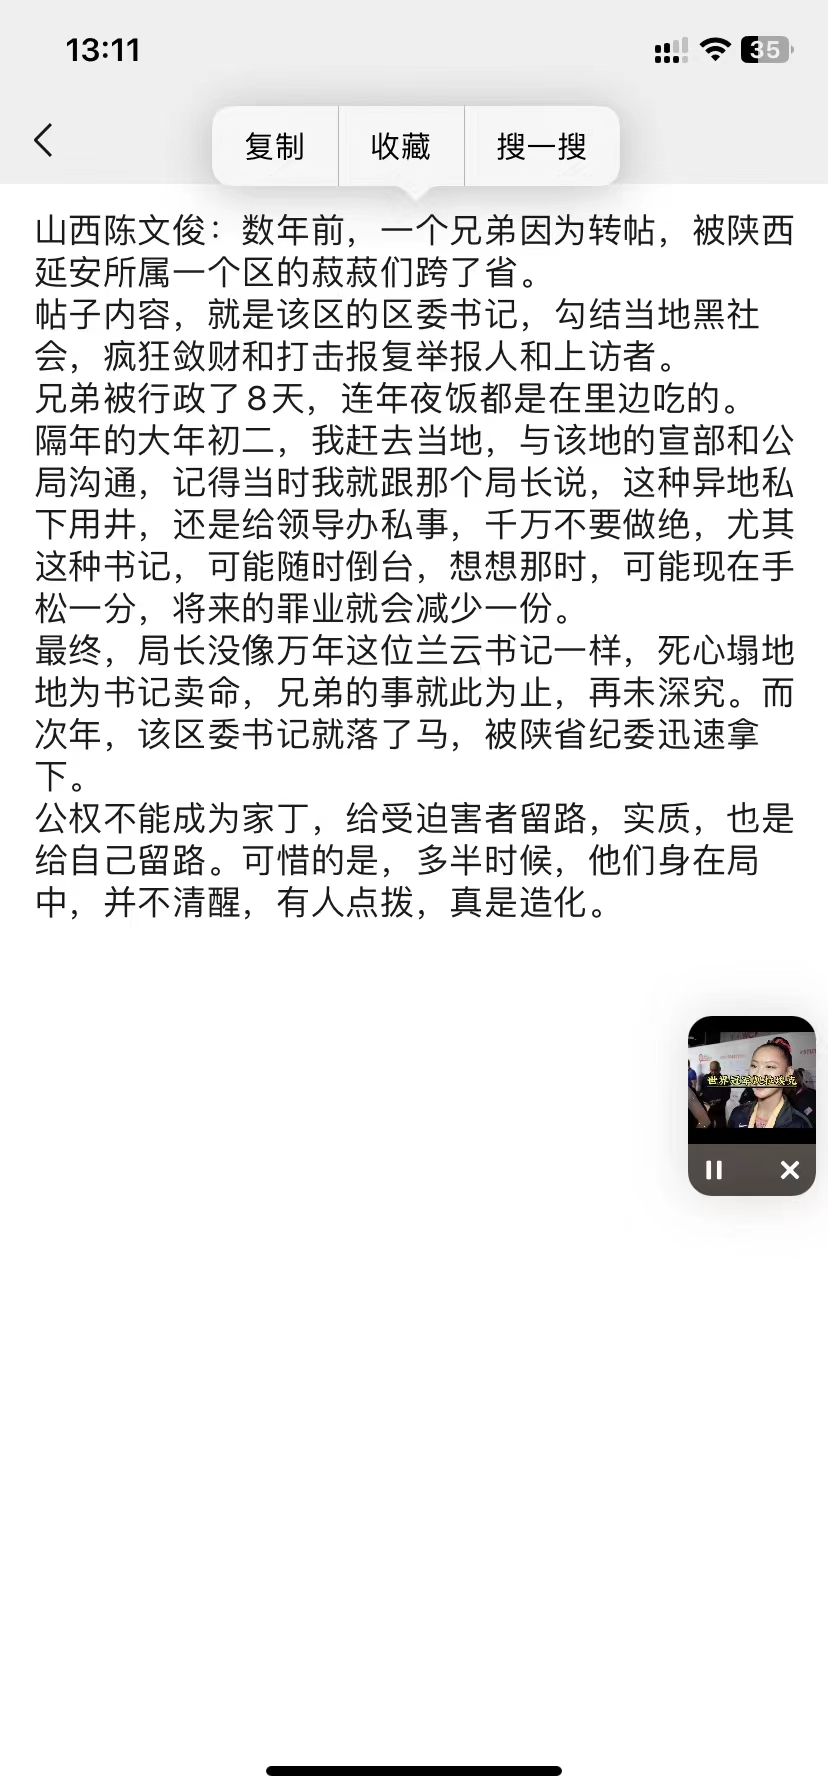 13:11
35
复制
收藏
搜一搜
山西陈文俊：数年前，一个兄弟因为转帖，被陕西
延安所属一个区的菽菽们跨了省。
帖子内容，就是该区的区委书记，勾结当地黑社
会，疯狂敛财和打击报复举报人和上访者。
兄弟被行政了8天，连年夜饭都是在里边吃的。
隔年的大年初二，我赶去当地，与该地的宣部和公
局沟通，记得当时我就跟那个局长说，这种异地私
下用井，还是给领导办私事，千万不要做绝，尤其
这种书记，可能随时倒台，想想那时，可能现在手
松一分，将来的罪业就会减少一份。
最终，局长没像万年这位兰云书记一样，死心塌地
地为书记卖命，兄弟的事就此为止，再未深究。而
次年，该区委书记就落了马，被陕省纪委迅速拿
下。
公权不能成为家丁，给受迫害者留路，实质，也是
给自己留路。可惜的是，多半时候，他们身在局
中，并不清醒，有人点拨，真是造化。
世界冠军